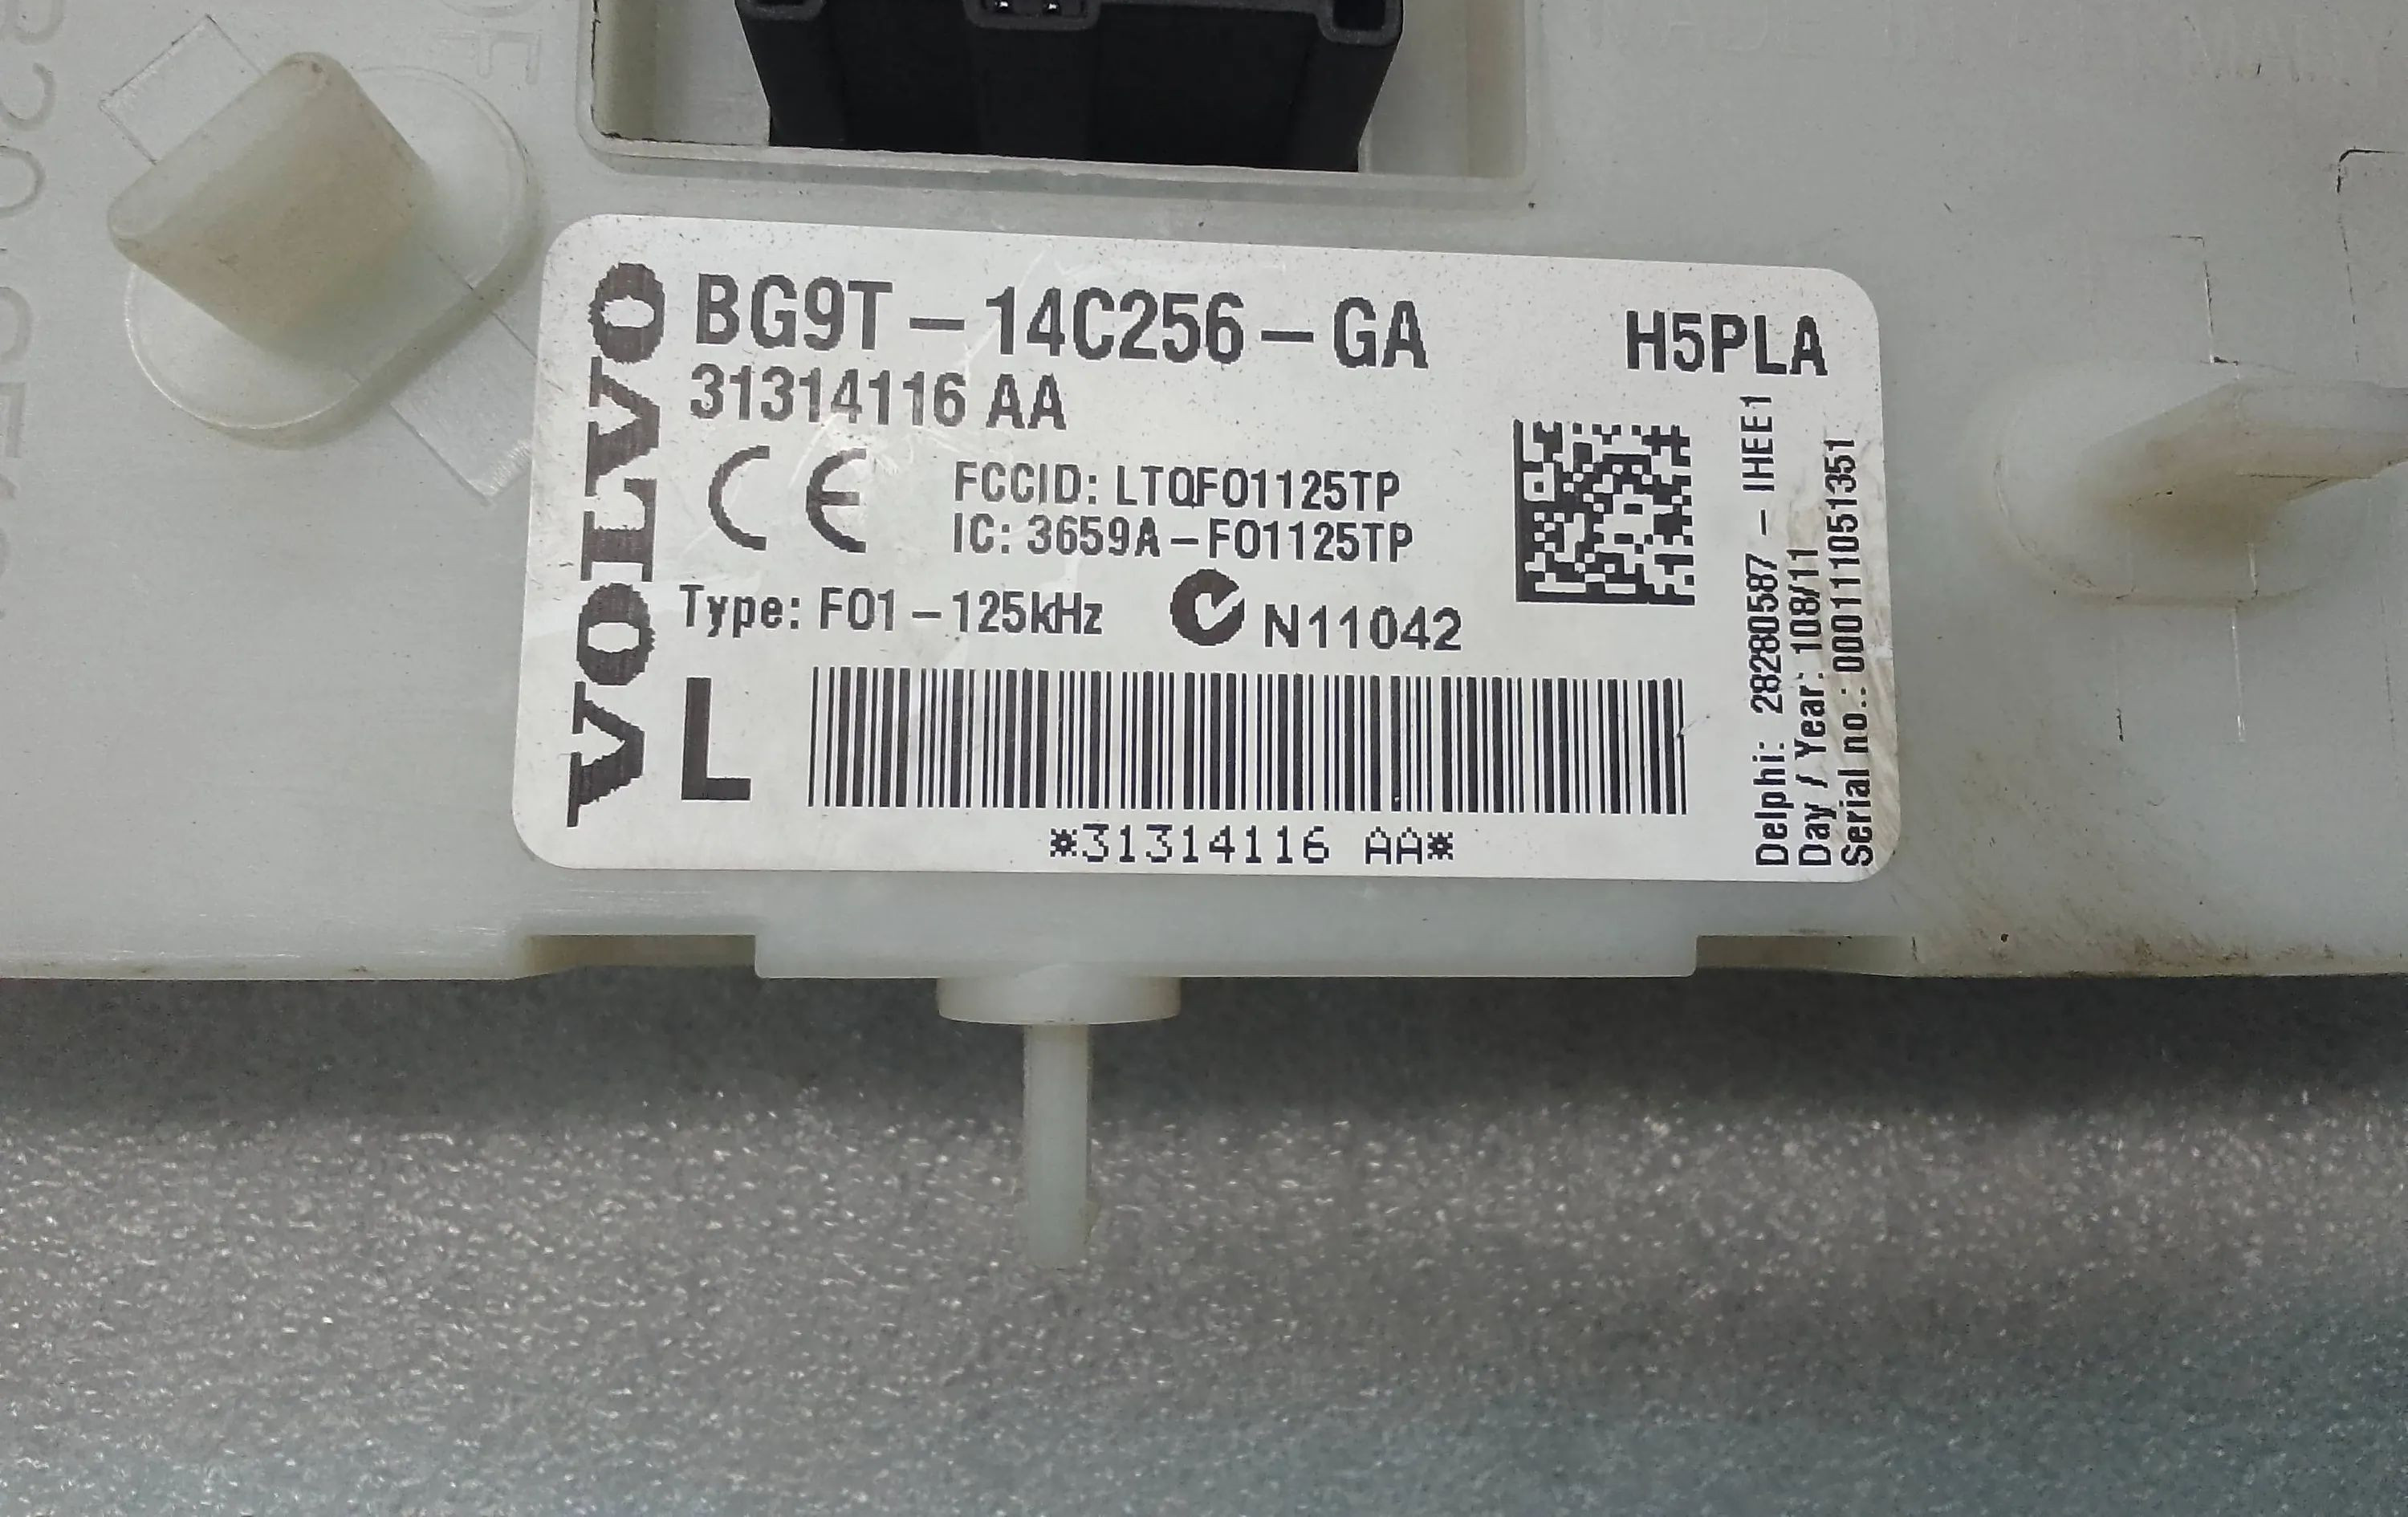 VOLVO
BG9T – 14C256 – GA
H5PLA
31314116 AA
CE
FCCID: LTQFO1125TP
IC: 3659A – FO1125TP
Type: FO1 – 125kHz
N11042
L
*31314116 AA*
Delphi: 28280587 – IHEE1
Day / Year: 108/11
Serial no.: 000111051351